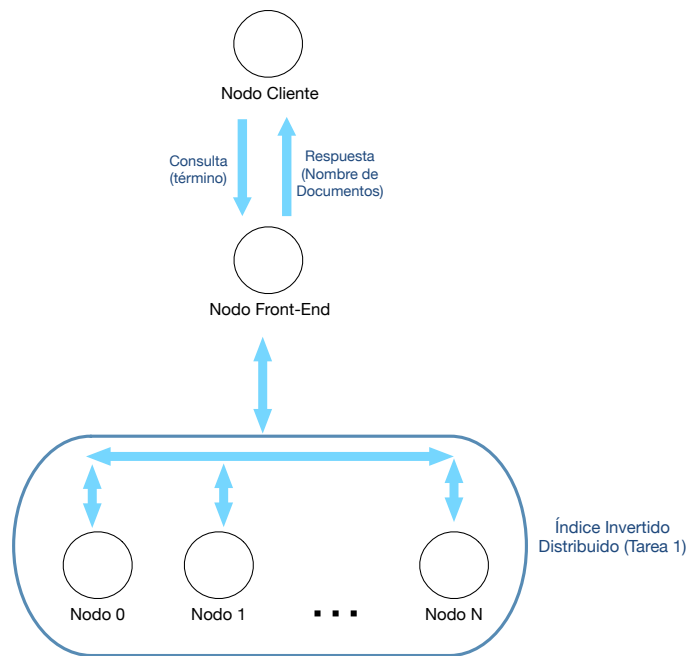 Nodo Cliente
Consulta
(término)
Respuesta
(Nombre de
Documentos)
Nodo Front-End
Índice Invertido
Distribuido (Tarea 1)
Nodo 0
Nodo 1
Nodo N